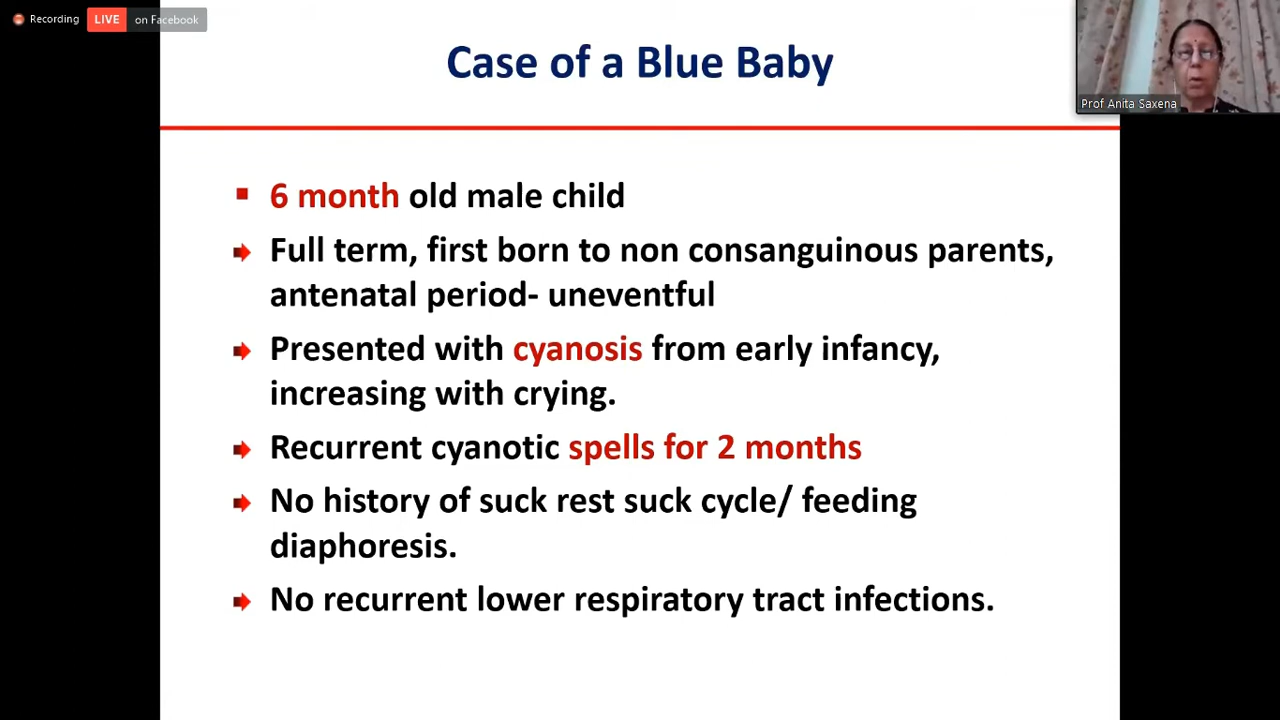 Recording LIVE on Facebook
Case of a Blue Baby
Prof Anita Saxena
6 month old male child
Full term, first born to non consanguinous parents,
antenatal period- uneventful
Presented with cyanosis from early infancy,
increasing with crying.
Recurrent cyanotic spells for 2 months
No history of suck rest suck cycle/ feeding
diaphoresis.
No recurrent lower respiratory tract infections.